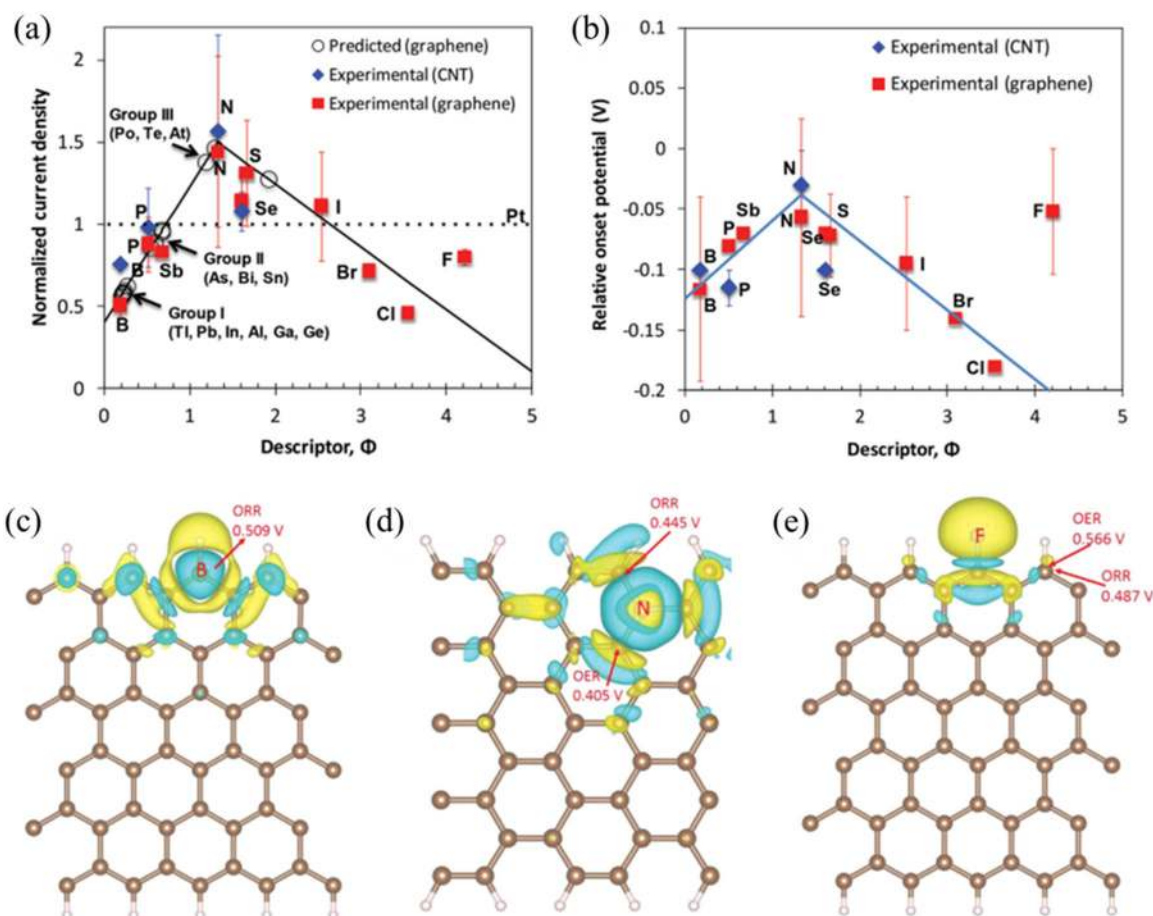 (a)
Normalized current density
2
1.5
1
0.5
0
0 1 2 3 4 5
Descriptor, Φ
Predicted (graphene)
Experimental (CNT)
Experimental (graphene)
Group III
(Po, Te, At)
N
N
S
P
P
Se
I
Pt
B
Sb
Group II
(As, Bi, Sn)
Br
F
Cl
B
Group I
(Tl, Pb, In, Al, Ga, Ge)
(b)
Relative onset potential (V)
0.1
0.05
0
-0.05
-0.1
-0.15
-0.2
0 1 2 3 4 5
Descriptor, Φ
Experimental (CNT)
Experimental (graphene)
N
N
Sb
P
S
Se
F
B
I
B
P
Se
Br
Cl
(c)
ORR
0.509 V
B
(d)
ORR
0.445 V
N
OER
0.405 V
(e)
F
OER
0.566 V
ORR
0.487 V